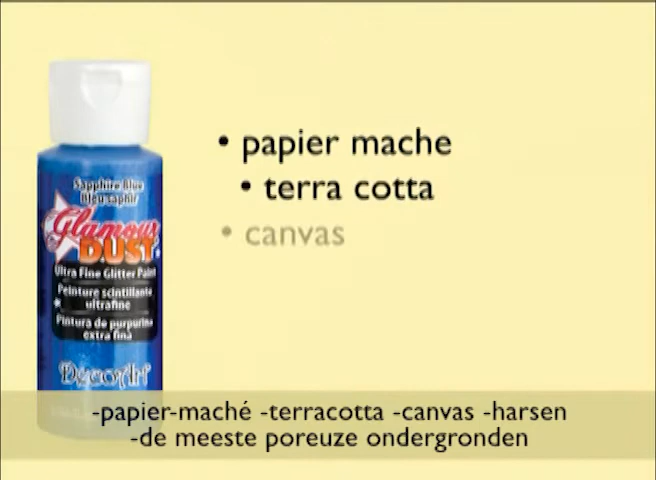 • papier mache
• terra cotta
• canvas
Sapphire Blue
Bleu saphir
Glamour
DUST
Ultra Fine Glitter Paint
Peinture scintillante
ultrafine
Pintura de purpurina
extra fina
DecoArt
-papier-maché -terracotta -canvas -harsen
-de meeste poreuze ondergronden